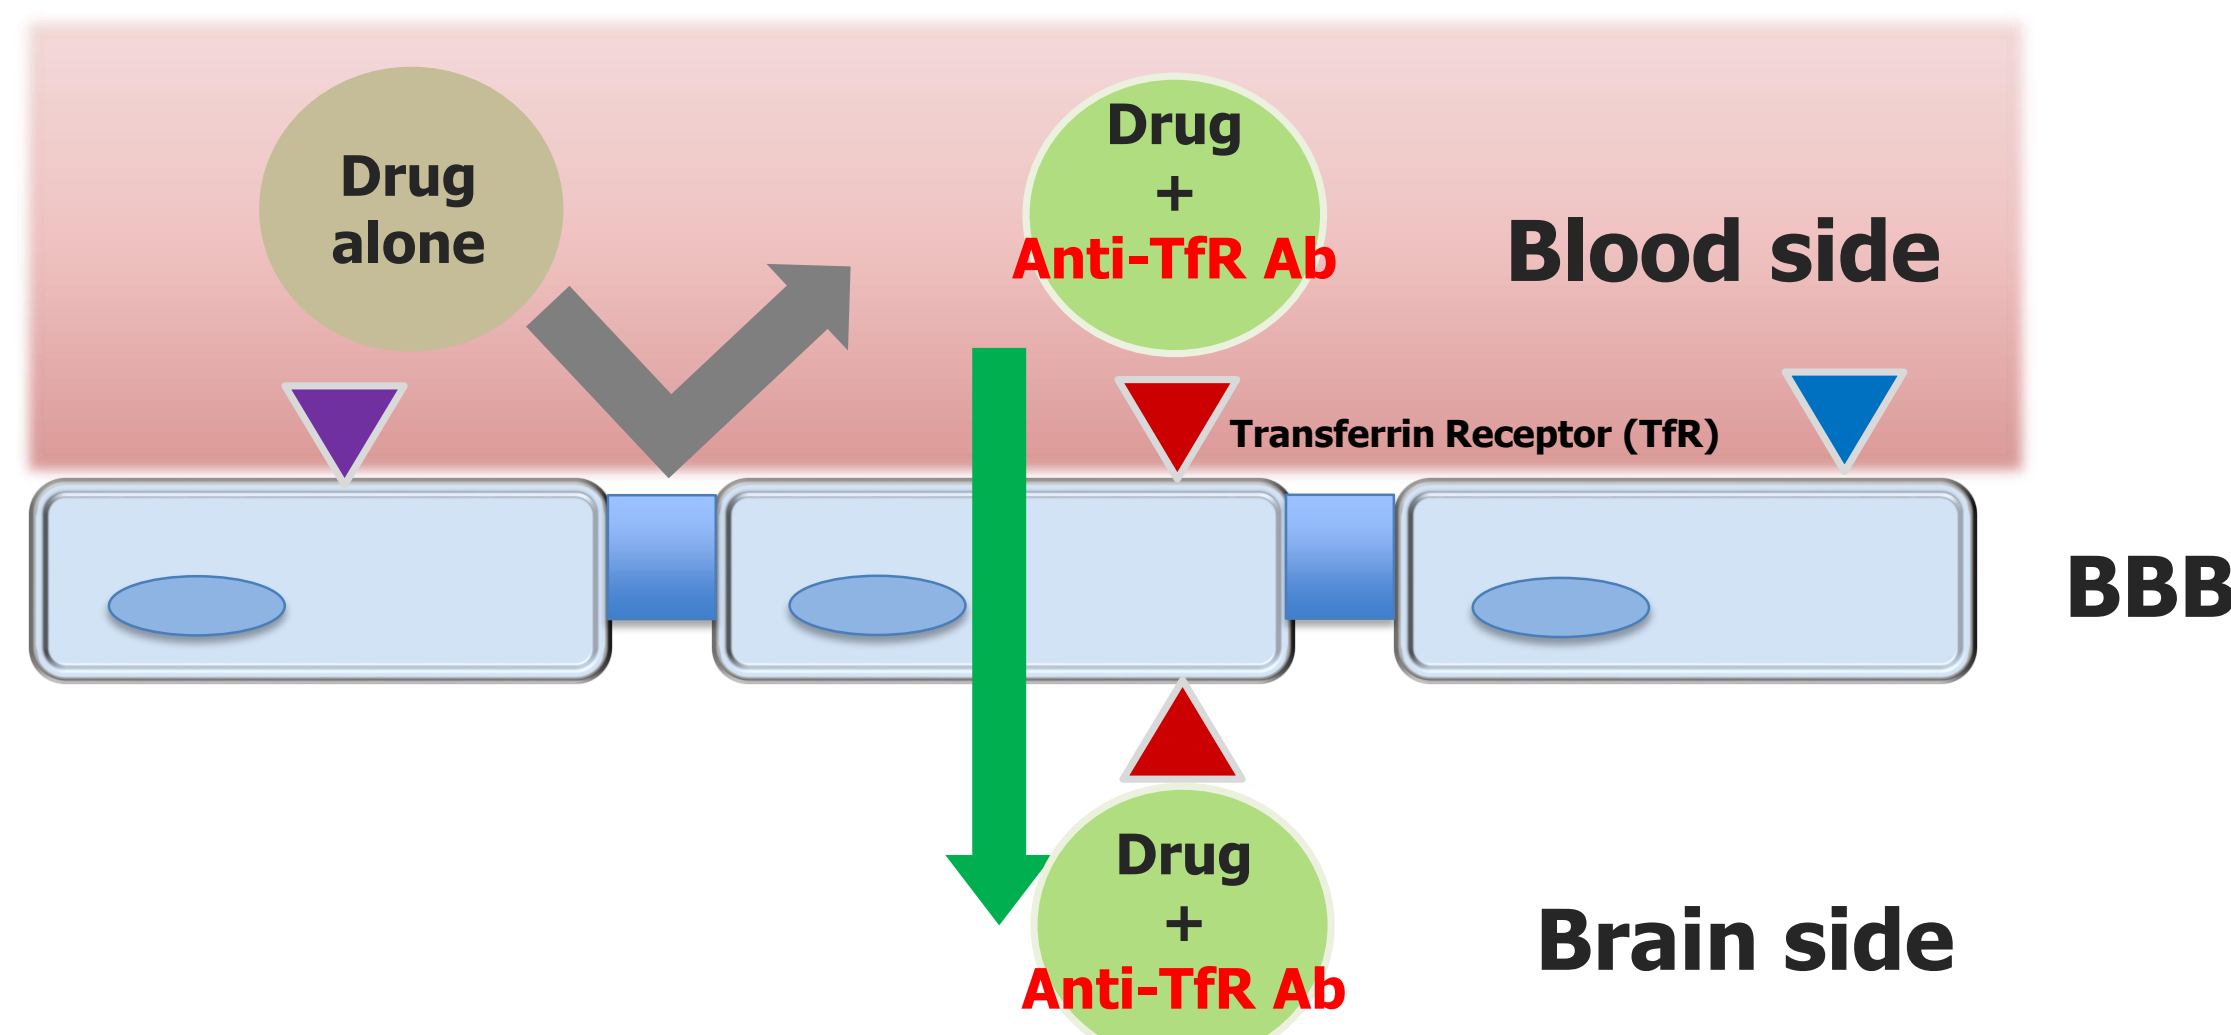 Drug
alone
Drug
+
Anti-TfR Ab
Blood side
Transferrin Receptor (TfR)
BBB
Drug
+
Anti-TfR Ab
Brain side